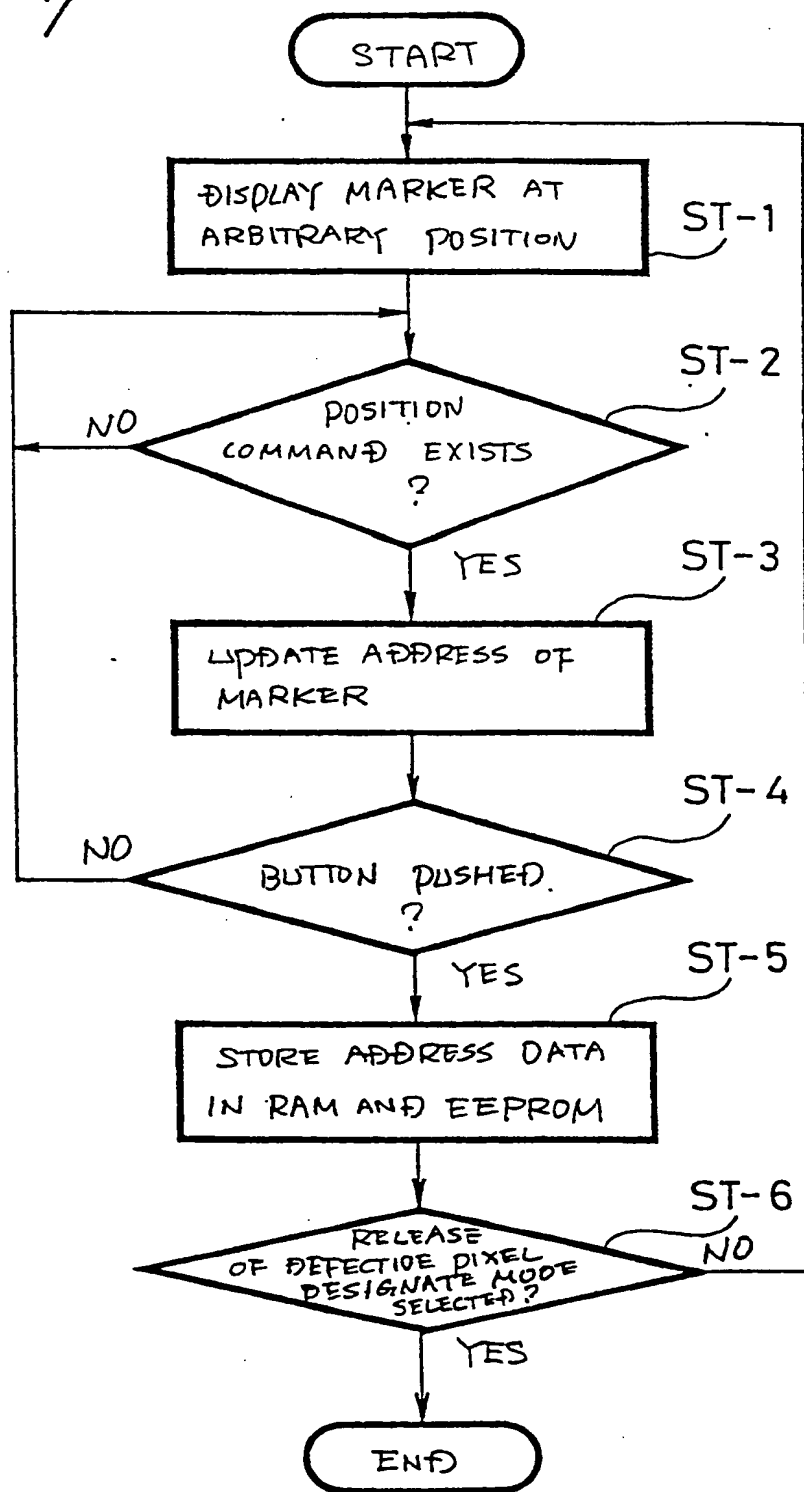 START
DISPLAY MARKER AT
ARBITRARY POSITION
ST-1
ST-2
POSITION
COMMAND EXISTS
?
NO
YES
ST-3
UPDATE ADDRESS OF
MARKER
ST-4
NO
BUTTON PUSHED.
?
YES
ST-5
STORE ADDRESS DATA
IN RAM AND EEPROM
ST-6
RELEASE
OF DEFECTIVE PIXEL
DESIGNATE MODE
SELECTED?
NO
YES
END